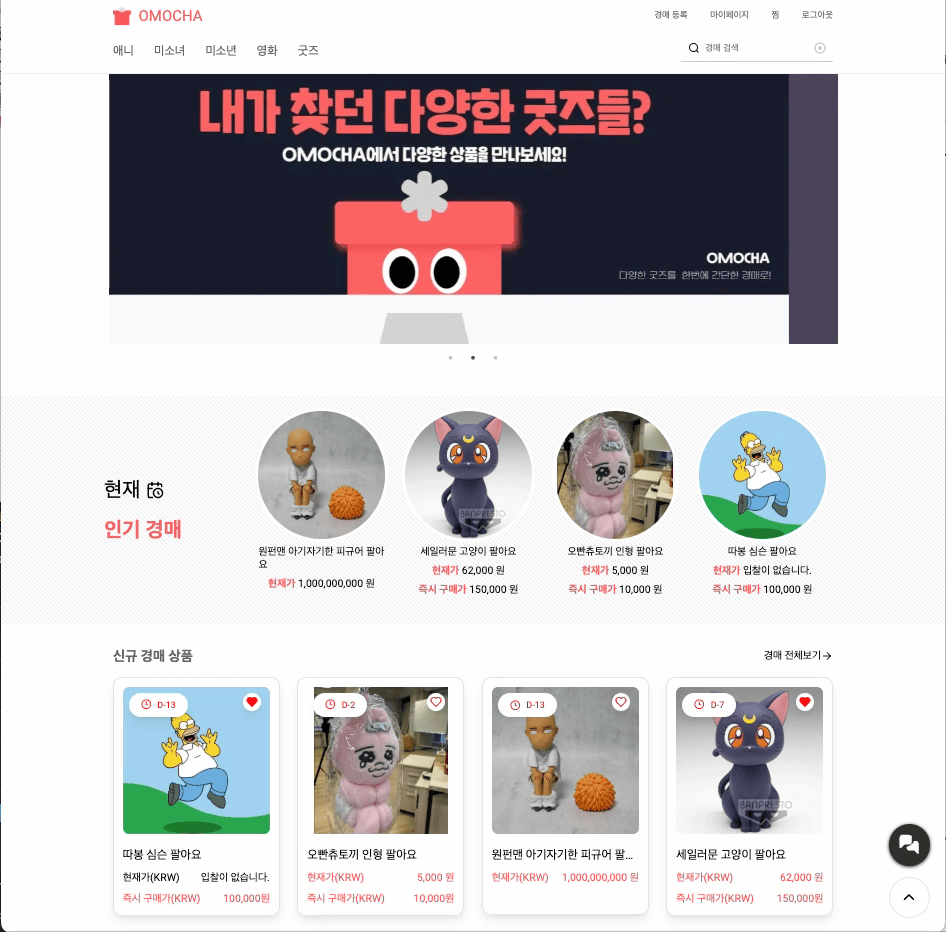 OMOCHA
경매 등록 마이페이지 찜 로그아웃
애니 미소녀 미소년 영화 굿즈
경매 검색
내가 찾던 다양한 굿즈들?
OMOCHA에서 다양한 상품을 만나보세요!
OMOCHA
다양한 굿즈를 한번에 간단한 경매로!
현재
인기 경매
원펀맨 아기자기한 피규어 팔아
요
현재가 1,000,000,000 원
BANPRESTO
세일러문 고양이 팔아요
현재가 62,000 원
즉시 구매가 150,000 원
오빤츄토끼 인형 팔아요
현재가 5,000 원
즉시 구매가 10,000 원
따봉 심슨 팔아요
현재가 입찰이 없습니다.
즉시 구매가 100,000 원
신규 경매 상품
경매 전체보기
D-13
따봉 심슨 팔아요
현재가(KRW) 입찰이 없습니다.
즉시 구매가(KRW) 100,000원
D-2
오빤츄토끼 인형 팔아요
현재가(KRW) 5,000 원
즉시 구매가(KRW) 10,000원
D-13
원펀맨 아기자기한 피규어 팔...
현재가(KRW) 1,000,000,000 원
D-7
BANPRESTO
세일러문 고양이 팔아요
현재가(KRW) 62,000 원
즉시 구매가(KRW) 150,000원